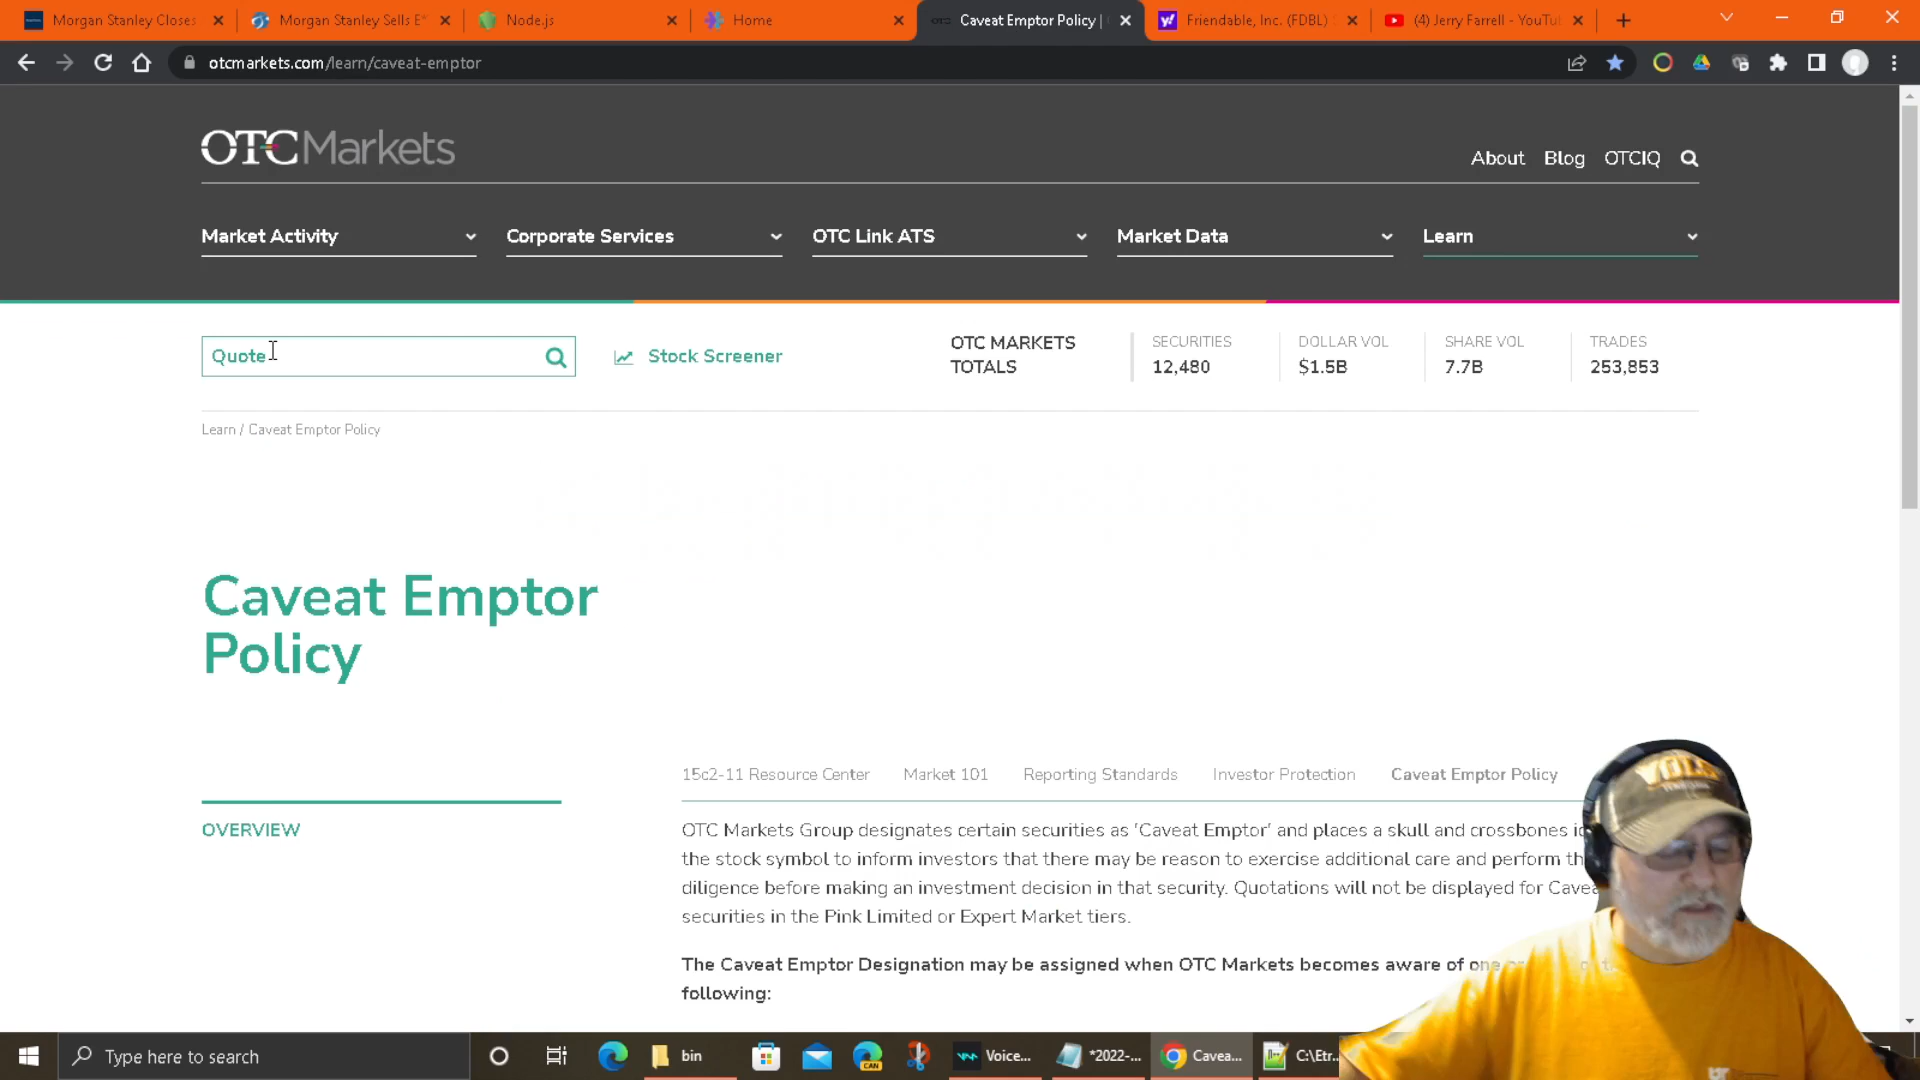 Morgan Stanley Closes
Morgan Stanley Sells E*
Node.js
Home
Caveat Emptor Policy |
Friendable, Inc. (FDBL)
(4) Jerry Farrell - YouTu
otcmarkets.com/learn/caveat-emptor
OTCMarkets
About Blog OTCIQ
Market Activity Corporate Services OTC Link ATS Market Data Learn
Quote
Stock Screener
OTC MARKETS
TOTALS
SECURITIES
12,480
DOLLAR VOL
$1.5B
SHARE VOL
7.7B
TRADES
253,853
Learn / Caveat Emptor Policy
Caveat Emptor
Policy
15c2-11 Resource Center Market 101 Reporting Standards Investor Protection Caveat Emptor Policy
OVERVIEW
OTC Markets Group designates certain securities as 'Caveat Emptor' and places a skull and crossbones
the stock symbol to inform investors that there may be reason to exercise additional care and perform
diligence before making an investment decision in that security. Quotations will not be displayed for
securities in the Pink Limited or Expert Market tiers.
The Caveat Emptor Designation may be assigned when OTC Markets becomes aware of
following:
VOLS
Type here to search
bin
CAN
Voice...
*2022-...
Cavea...
C:\Etr...